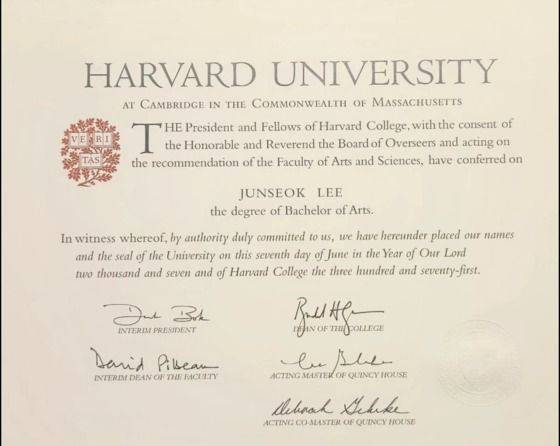 HARVARD UNIVERSITY
AT CAMBRIDGE IN THE COMMONWEALTH OF MASSACHUSETTS
VE RI
TAS
THE President and Fellows of Harvard College, with the consent of
the Honorable and Reverend the Board of Overseers and acting on
the recommendation of the Faculty of Arts and Sciences, have conferred on
JUNSEOK LEE
the degree of Bachelor of Arts.
In witness whereof, by authority duly committed to us, we have hereunder placed our names
and the seal of the University on this seventh day of June in the Year of Our Lord
two thousand and seven and of Harvard College the three hundred and seventy-first.
INTERIM PRESIDENT
DEAN OF THE COLLEGE
David Pilbeam
INTERIM DEAN OF THE FACULTY
ACTING MASTER OF QUINCY HOUSE
Deborah Gehrke
ACTING CO-MASTER OF QUINCY HOUSE